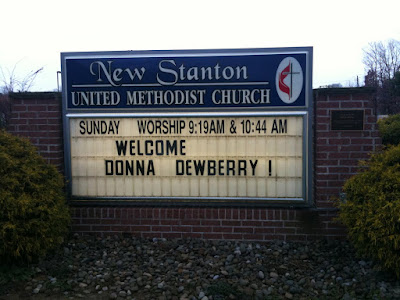 New Stanton
UNITED METHODIST CHURCH
SUNDAY WORSHIP 9:19AM & 10:44 AM
WELCOME
DONNA DEWBERRY !